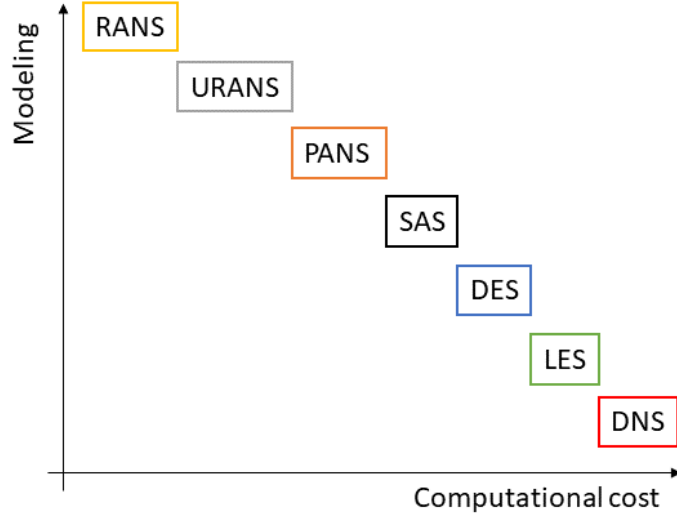 Modeling
RANS
URANS
PANS
SAS
DES
LES
DNS
Computational cost